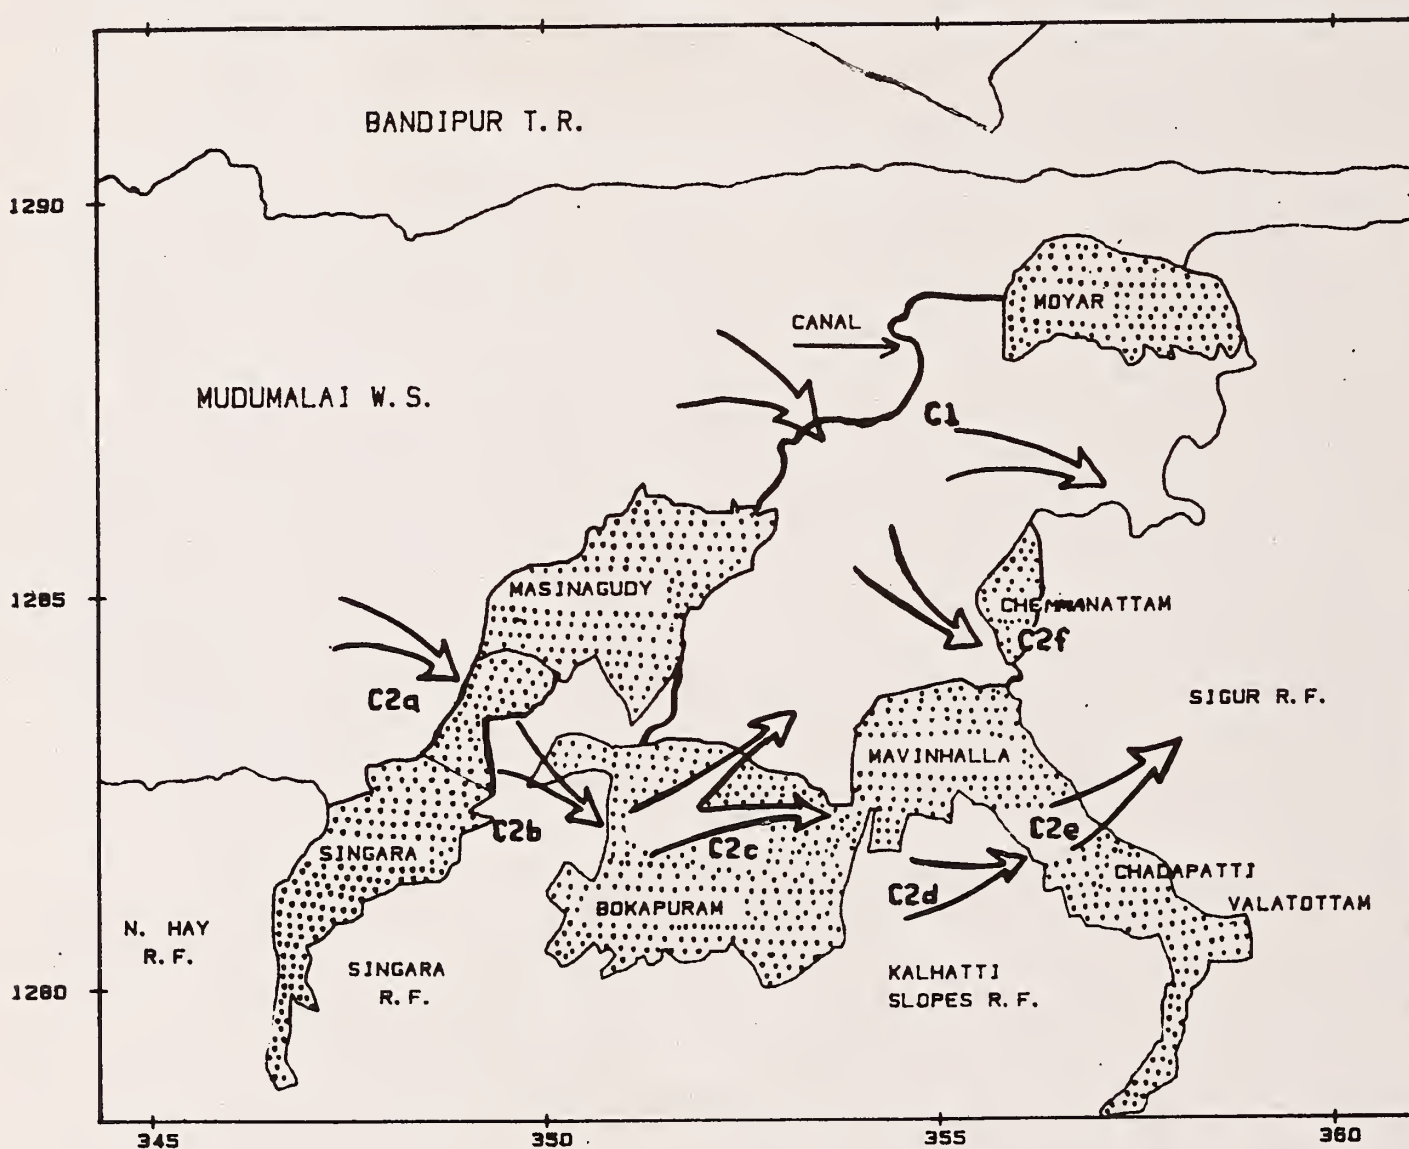 BANDIPUR T.R.
1290
MOYAR
CANAL
MUDUMALAI W.S.
C1
MASINAGUDY
1285
CHEMMANATTAM
C2f
C2a
SIGUR R.F.
MAVINHALLA
C2b
C2e
SINGARA
C2c
CHADAPATTI
C2d
BOKAPURAM
VALATOTTAM
N. HAY
R.F.
SINGARA
R.F.
KALHATTI
SLOPES R.F.
1280
345
350
355
360